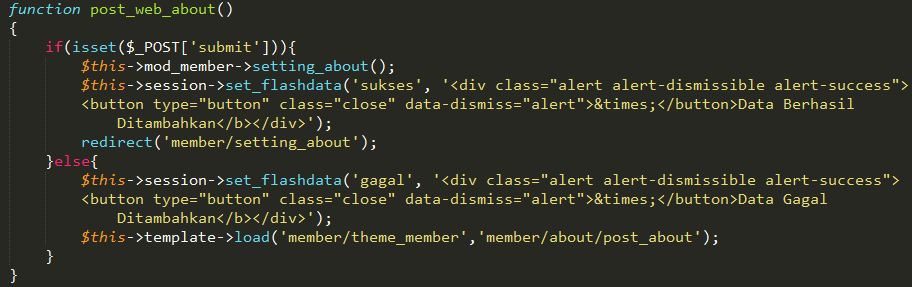 function post_web_about()
{
    if(isset($_POST['submit'])){
        $this->mod_member->setting_about();
        $this->session->set_flashdata('sukses', '<div class="alert alert-dismissible alert-success">
        <button type="button" class="close" data-dismiss="alert">&times;</button>Data Berhasil
            Ditambahkan</b></div>');
        redirect('member/setting_about');
    }else{
        $this->session->set_flashdata('gagal', '<div class="alert alert-dismissible alert-success">
        <button type="button" class="close" data-dismiss="alert">&times;</button>Data Gagal
            Ditambahkan</b></div>');
        $this->template->load('member/theme_member','member/about/post_about');
    }
}